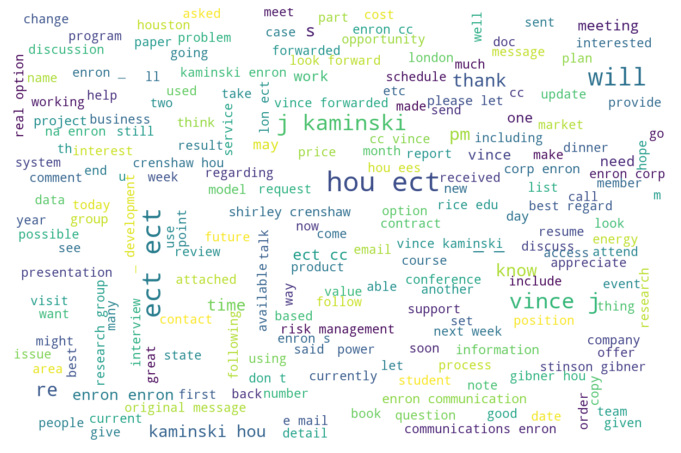 change
program
houston
asked
paper
problem
discussion
going
meet
part
cost
case
s
enron cc
opportunity
forwarded
look forward
london
well
message
doc
sent
meeting
interested
plan
name
enron _
ll
kaminski enron
work
schedule
much
thank
will
real option
working
help
used
two
take
service
lon ect
vince forwarded
etc
made
please let
send
cc
update
provide
project
business
na enron still
think
j kaminski
cc vince
pm
one
including
market
go
th
interest
result
may
price
month
report
vince
make
dinner
hope
system
end
u
crenshaw hou
week
regarding
hou ees
corp enron
need
enron corp
comment
model
request
hou ect
received
new
list
call
member
m
data
today
development
ect ect
use
point
shirley crenshaw
option
contract
rice edu
day
best regard
resume
look
year
group
possible
see
future
review
available
talk
now
come
email
vince kaminski
_ _
discuss
access
attend
energy
presentation
attached
ect cc
product
course
conference
know
appreciate
include
event
research
visit
want
research group
many
interview
contact
time
following
way
value
able
another
based
follow
vince j
thing
support
position
might
issue
area
best
great
state
using
risk management
enron s
said
power
set
next week
soon
information
company
offer
don t
currently
let
process
stinson gibner
re
enron enron
first
back
number
student
note
gibner hou
order
copy
original message
enron communication
people
current
give
kaminski hou
e mail
detail
book
question
good
date
communications enron
team
given